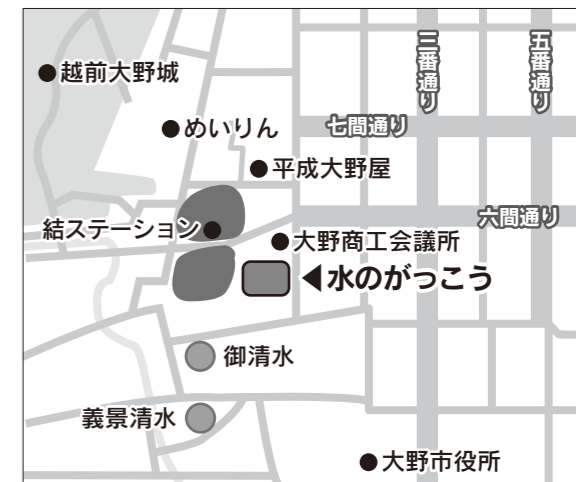 三番通り
五番通り
越前大野城
めいりん
七間通り
平成大野屋
結ステーション
六間通り
大野商工会議所
水のがっこう
御清水
義景清水
大野市役所